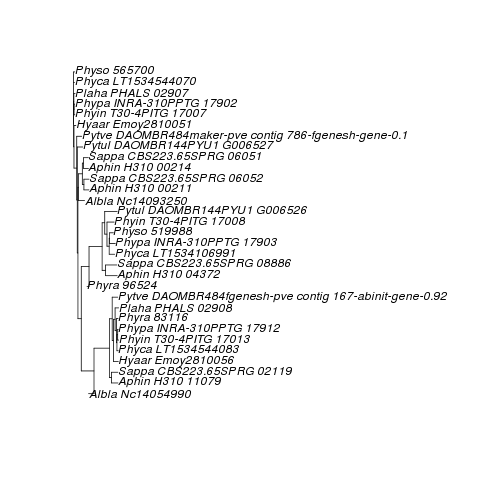 Physo 565700
Phyca LT1534544070
Plaha PHALS 02907
Phypa INRA-310PPTG 17902
Phyin T30-4PITG 17007
Hyaar Emoy2810051
Pytve DAOMBR484maker-pve contig 786-fgenesh-gene-0.1
Pytul DAOMBR144PYU1 G006527
Sappa CBS223.65SPRG 06051
Aphin H310 00214
Sappa CBS223.65SPRG 06052
Aphin H310 00211
Albla Nc14093250
Pytul DAOMBR144PYU1 G006526
Phyin T30-4PITG 17008
Physo 519988
Phypa INRA-310PPTG 17903
Phyca LT1534106991
Sappa CBS223.65SPRG 08886
Aphin H310 04372
Phyra 96524
Pytve DAOMBR484fgenesh-pve contig 167-abinit-gene-0.92
Plaha PHALS 02908
Phyra 83116
Phypa INRA-310PPTG 17912
Phyin T30-4PITG 17013
Phyca LT1534544083
Hyaar Emoy2810056
Sappa CBS223.65SPRG 02119
Aphin H310 11079
Albla Nc14054990